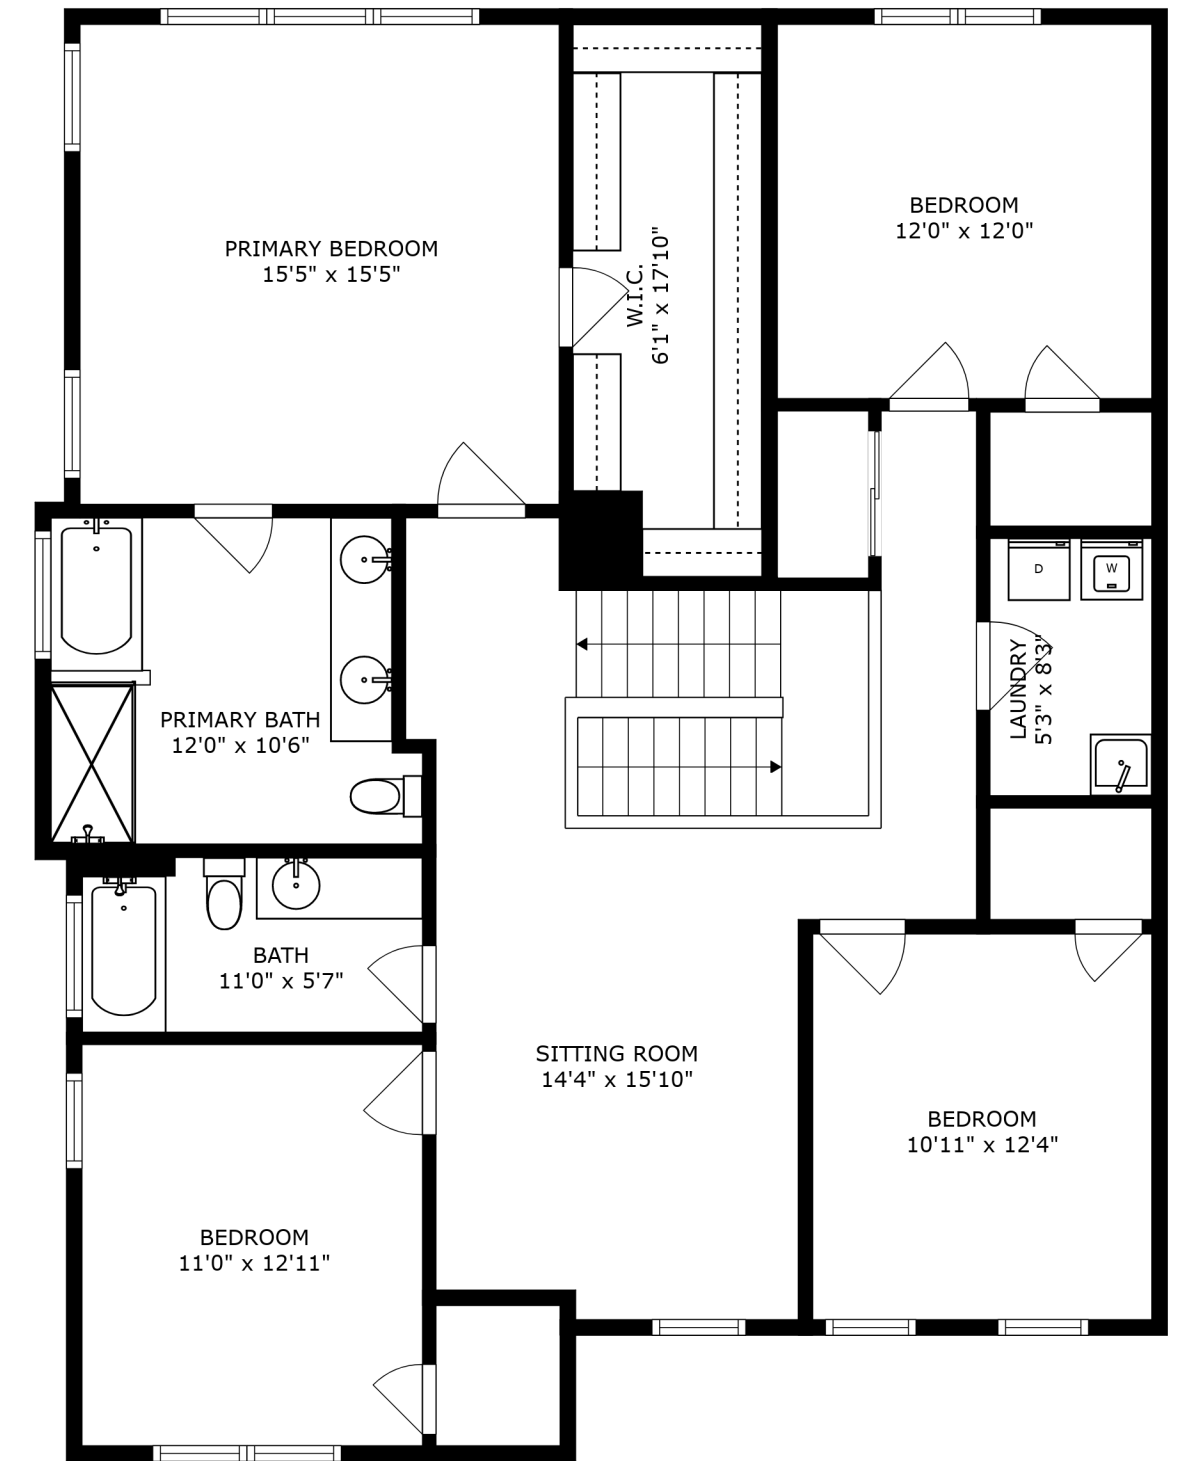 BEDROOM
12'0" x 12'0"
PRIMARY BEDROOM
15'5" x 15'5"
W.I.C.
6'1" x 17'10"
D
W
LAUNDRY
5'3" x 8'3"
PRIMARY BATH
12'0" x 10'6"
BATH
11'0" x 5'7"
SITTING ROOM
14'4" x 15'10"
BEDROOM
10'11" x 12'4"
BEDROOM
11'0" x 12'11"